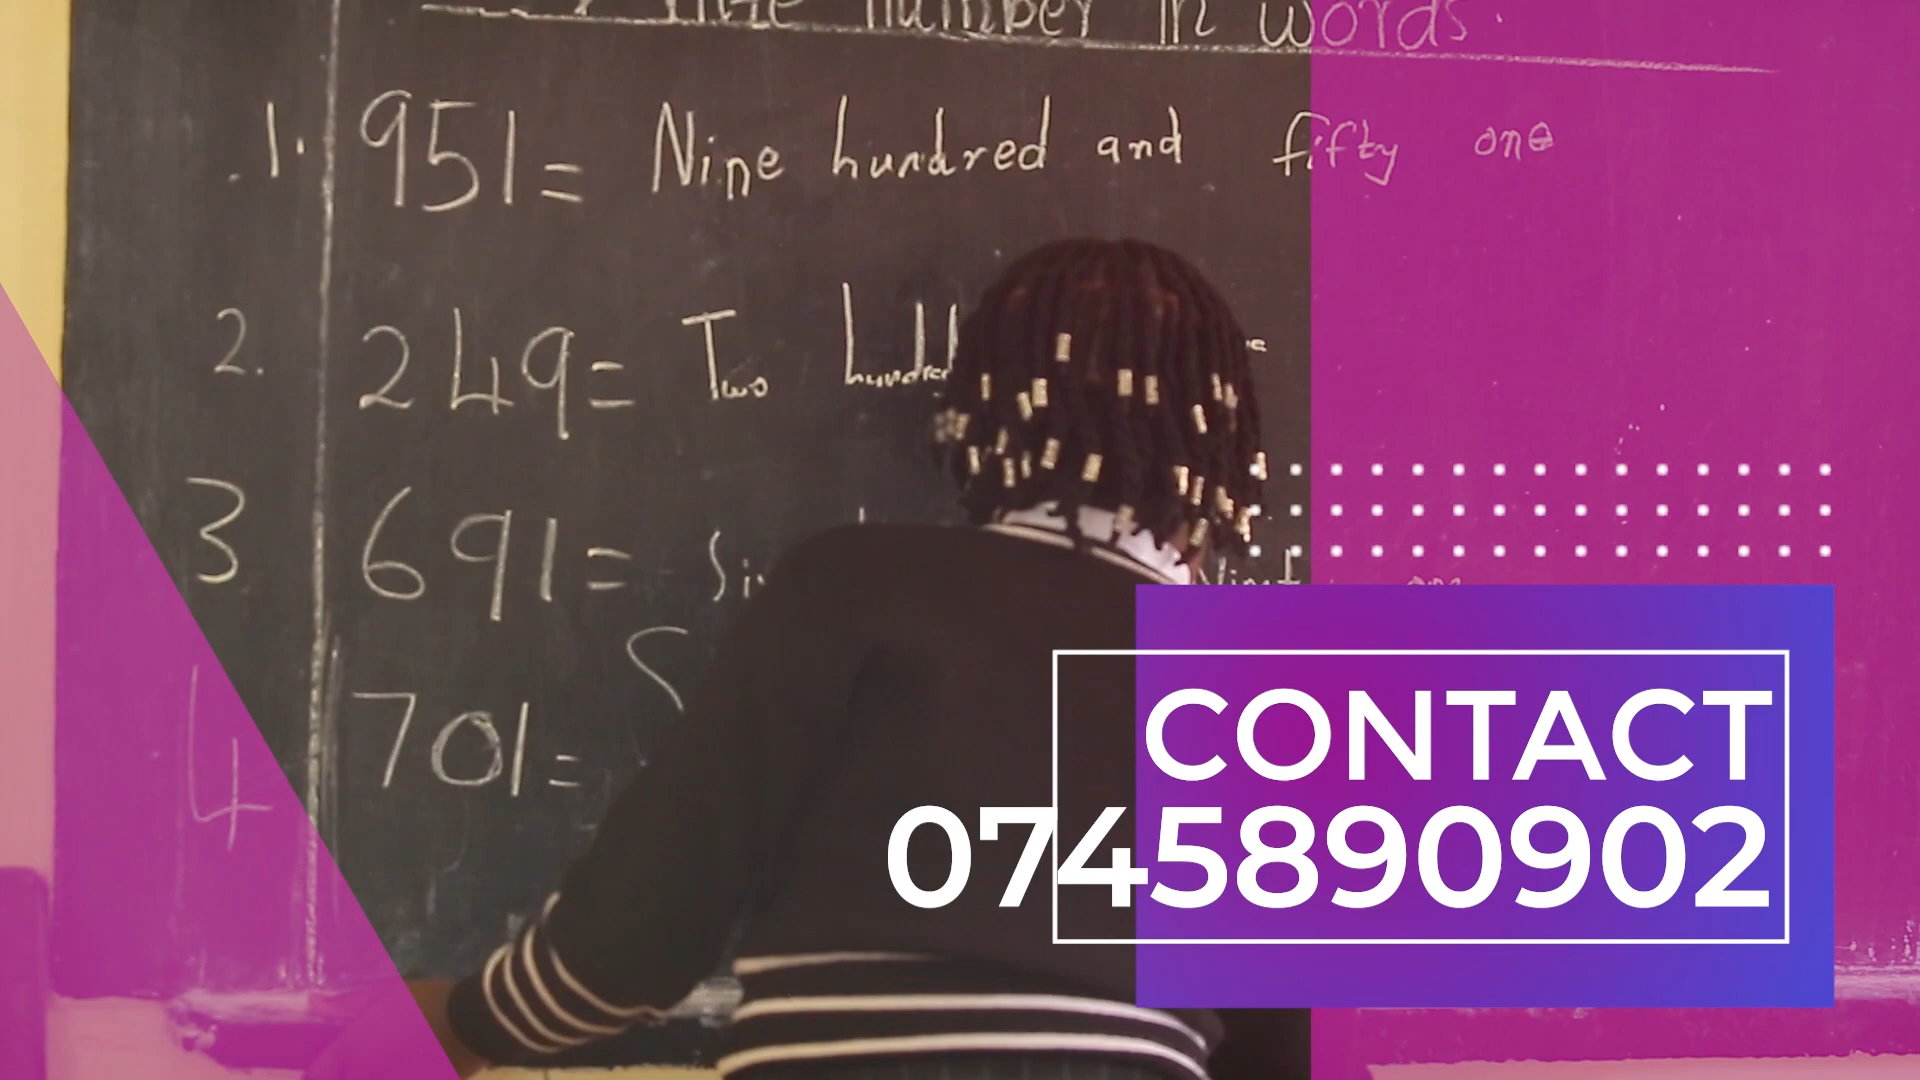 number in words.
1. 951 = Nine hundred and fifty one
2. 249 = Two hundred
3 691 = one
4 701 =
CONTACT
0745890902